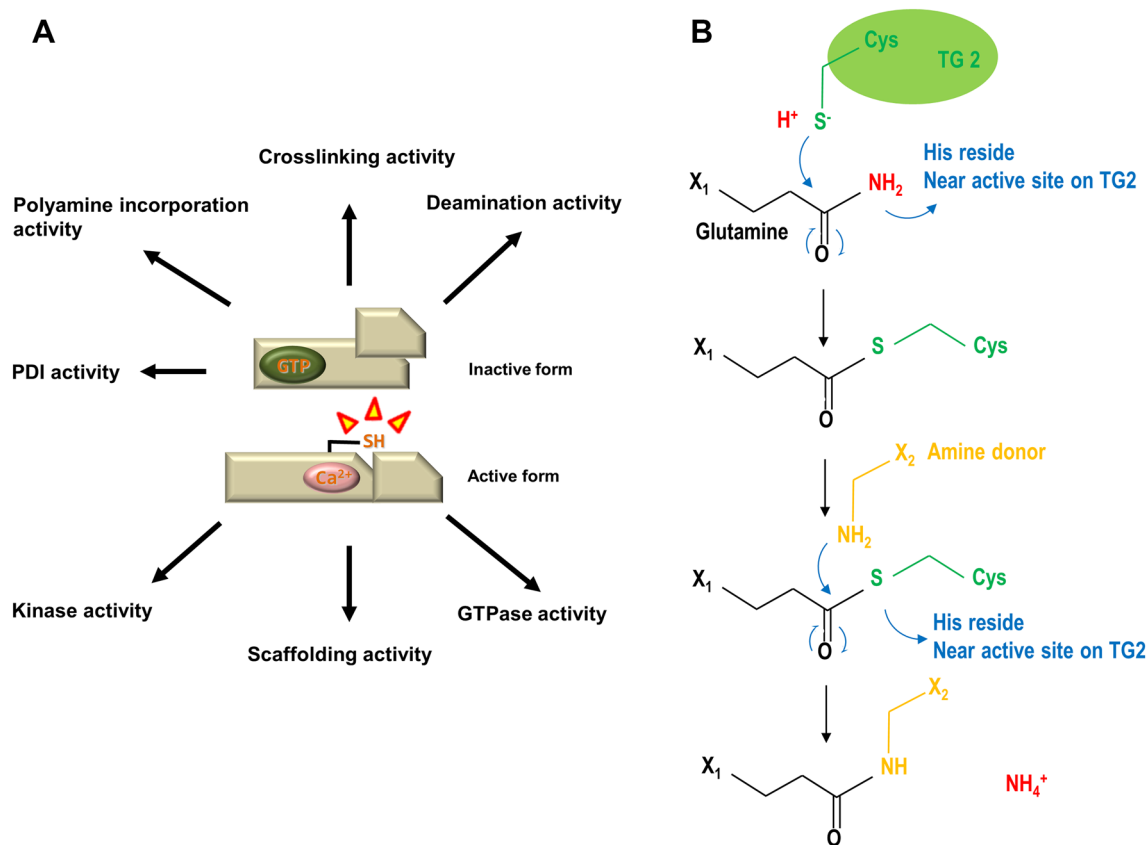 A
Crosslinking activity
Polyamine incorporation
activity
Deamination activity
GTP
PDI activity
Inactive form
SH
Ca²⁺
Active form
Kinase activity
GTPase activity
Scaffolding activity
B
Cys
TG 2
H⁺
S⁻
His reside
Near active site on TG2
X₁
NH₂
Glutamine
O
X₁
S
Cys
O
X₂ Amine donor
NH₂
X₁
S
Cys
His reside
Near active site on TG2
O
X₂
X₁
NH
NH₄⁺
O